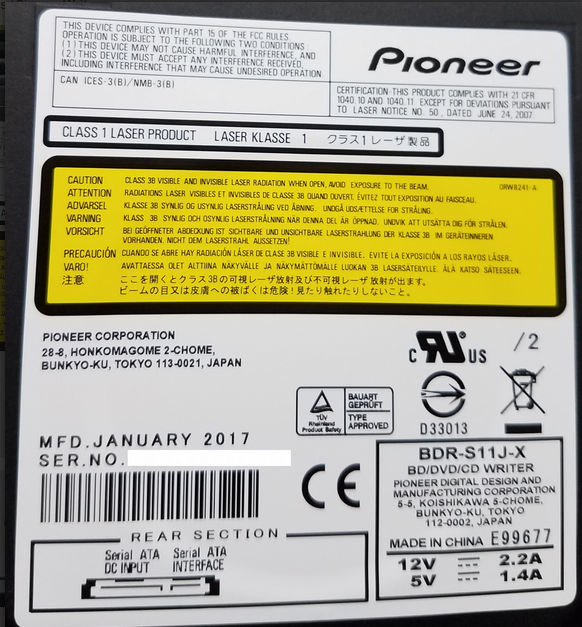 THIS DEVICE COMPLIES WITH PART 15 OF THE FCC RULES.
OPERATION IS SUBJECT TO THE FOLLOWING TWO CONDITIONS
(1) THIS DEVICE MAY NOT CAUSE HARMFUL INTERFERENCE, AND
(2) THIS DEVICE MUST ACCEPT ANY INTERFERENCE RECEIVED,
INCLUDING INTERFERENCE THAT MAY CAUSE UNDESIRED OPERATION
CAN ICES-3(B)/NMB-3(B)
Pioneer
CERTIFICATION:THIS PRODUCT COMPLIES WITH 21 CFR
1040.10 AND 1040.11 EXCEPT FOR DEVIATIONS PURSUANT
TO LASER NOTICE NO. 50, DATED JUNE 24, 2007.
CLASS 1 LASER PRODUCT LASER KLASSE 1 クラス1レーザ製品
CAUTION CLASS 3B VISIBLE AND INVISIBLE LASER RADIATION WHEN OPEN, AVOID EXPOSURE TO THE BEAM. ORW8241-A
ATTENTION RADIATIONS LASER VISIBLES ET INVISIBLES DE CLASSE 3B QUAND OUVERT. ÉVITEZ TOUT EXPOSITION AU FAISCEAU.
ADVARSEL KLASSE 3B SYNLIG OG USYNLIG LASERSTRÅLING VED ÅBNING. UNDGÅ UDSÆTTELSE FOR STRÅLING.
VARNING KLASS 3B SYNLIG OCH OSYNLIG LASERSTRÅLNING NÄR DENNA DEL ÄR ÖPPNAD. UNDVIK ATT UTSÄTTA DIG FÖR STRÅLEN.
VORSICHT BEI GEÖFFNETER ABDECKUNG IST SICHTBARE UND UNSICHTBARE LASERSTRAHLUNG DER KLASSE 3B IM GERÄTEINNEREN
VORHANDEN. NICHT DEM LASERSTRAHL AUSSETZEN!
PRECAUCIÓN CUANDO SE ABRE HAY RADIACIÓN LÁSER DE CLASE 3B VISIBLE E INVISIBLE. EVITE LA EXPOSICIÓN A LOS RAYOS LÁSER.
VARO! AVATTAESSA OLET ALTTIINA NÄKYVÄLLE JA NÄKYMÄTTÖMÄLLE LUOKAN 3B LASERSÄTEILYLLE. ÄLÄ KATSO SÄTEESEEN.
注意 ここを開くとクラス3Bの可視レーザ放射及び不可視レーザ放射が出ます。
ビームの目又は皮膚への被ばくは危険!見たり触れたりしないこと。
PIONEER CORPORATION
28-8, HONKOMAGOME 2-CHOME,
BUNKYO-KU, TOKYO 113-0021, JAPAN
c RU ® US /2
TÜV
Rheinland
Product Safety
BAUART
GEPRÜFT
TYPE
APPROVED
D33013
MFD.JANUARY 2017
SER.NO.
CE
BDR-S11J-X
BD/DVD/CD WRITER
PIONEER DIGITAL DESIGN AND
MANUFACTURING CORPORATION
5-5, KOISHIKAWA 5-CHOME,
BUNKYO-KU, TOKYO
112-0002, JAPAN
MADE IN CHINA E99677
12V 2.2A
5V 1.4A
REAR SECTION
Serial ATA
DC INPUT
Serial ATA
INTERFACE